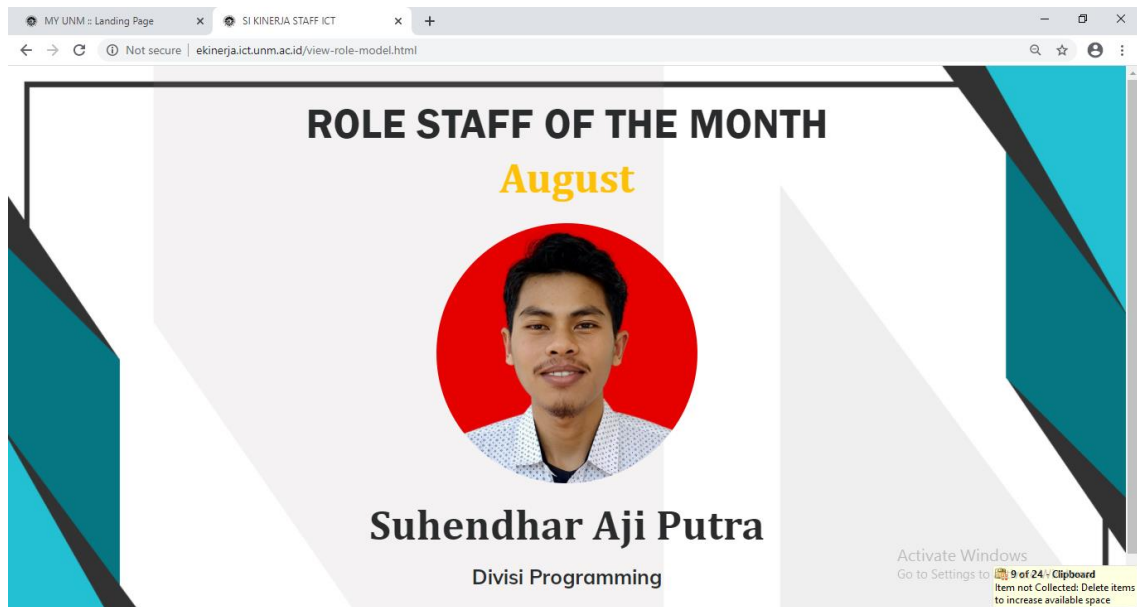 MY UNM :: Landing Page
SI KINERJA STAFF ICT
Not secure | ekinerja.ict.unm.ac.id/view-role-model.html
ROLE STAFF OF THE MONTH
August
Suhendhar Aji Putra
Divisi Programming
Activate Windows
Go to Settings to
9 of 24 - Clipboard
Item not Collected: Delete items
to increase available space